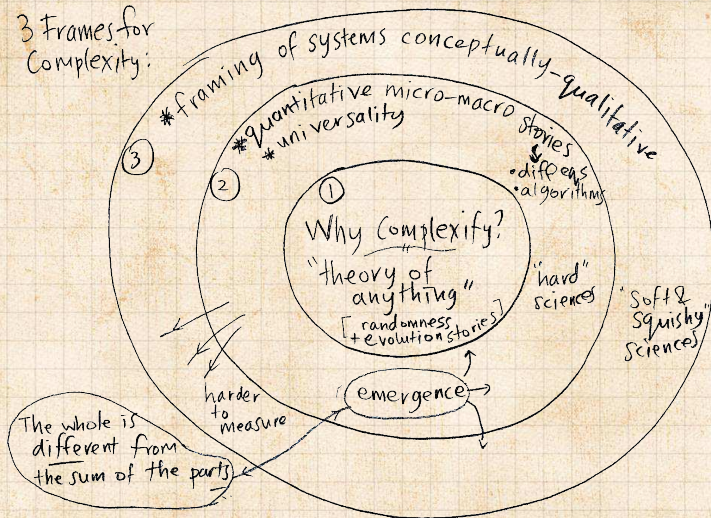 3 Frames for
Complexity:
*framing of systems conceptually-qualitative
*quantitative micro-macro stories
*universality
• diffeqs
• algorithms
3
2
1
Why Complexify?
"theory of
anything"
[randomness
+ evolution stories]
"hard"
sciences
"Soft &
Squishy"
sciences
harder
to
measure
emergence
The whole is
different from
the sum of the parts